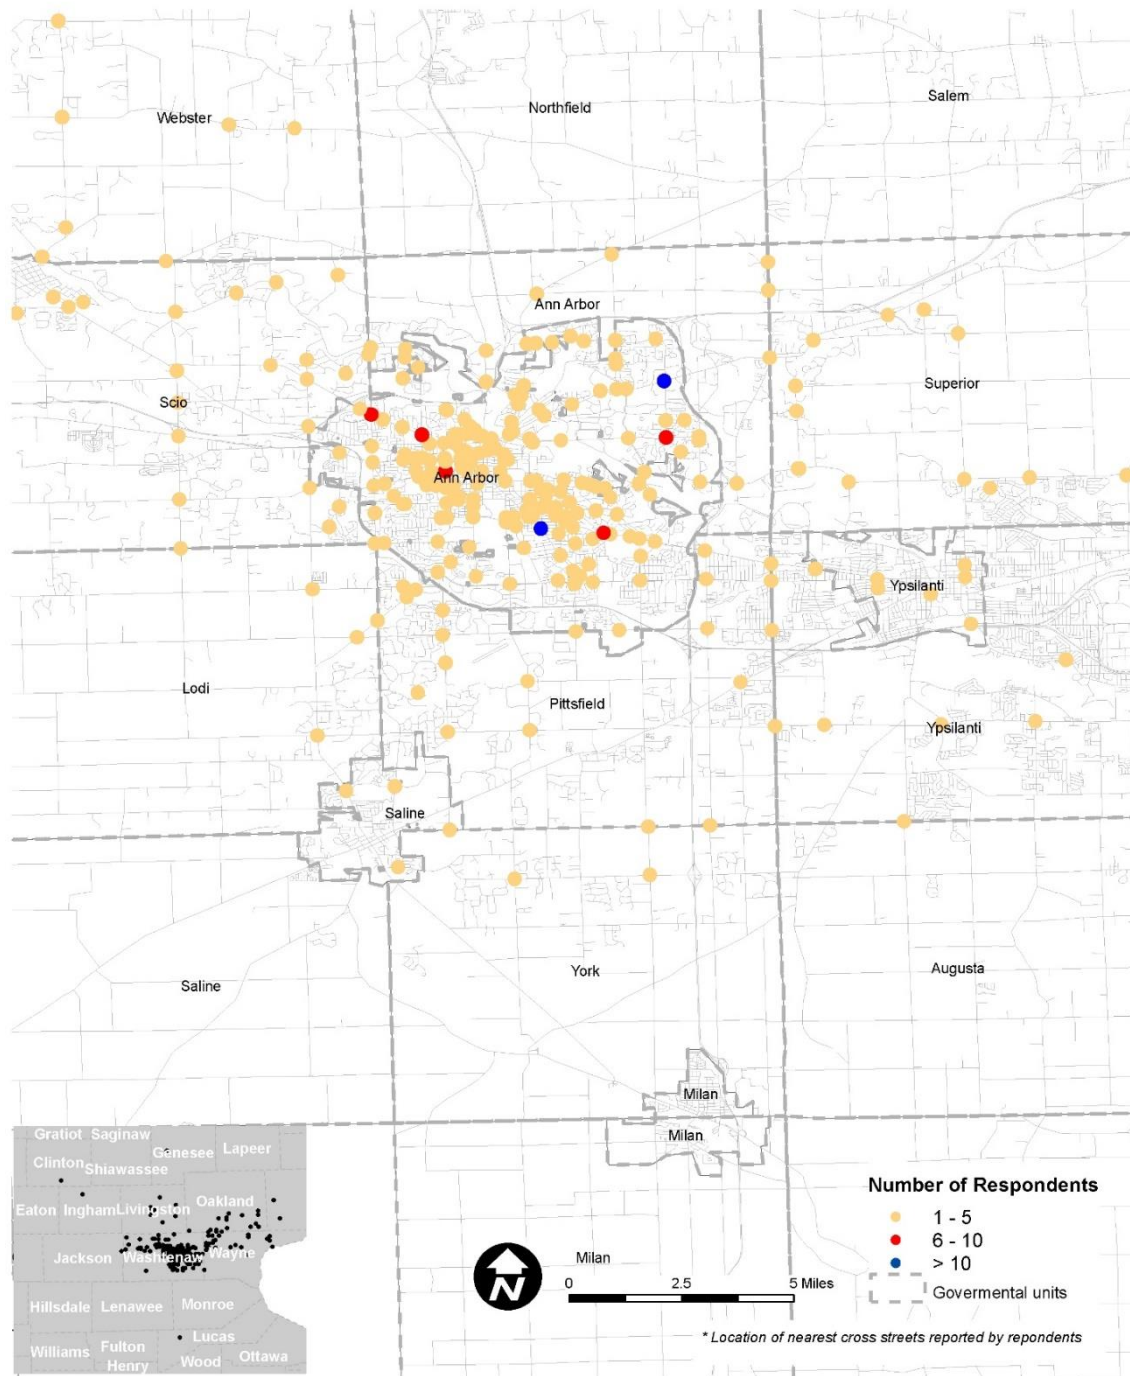 Northfield
Salem
Webster
Ann Arbor
Superior
Scio
Ann Arbor
Ypsilanti
Lodi
Pittsfield
Ypsilanti
Saline
York
Augusta
Saline
Milan
Milan
Gratiot Saginaw
Genesee Lapeer
Clinton
Shiawassee
Eaton Ingham Livingston Oakland
Jackson Washtenaw Wayne
Hillsdale Lenawee Monroe
Lucas
Williams Fulton
Henry Wood Ottawa
N
Milan
0 2.5 5 Miles
Number of Respondents
1 - 5
6 - 10
> 10
Govermental units
* Location of nearest cross streets reported by repondents